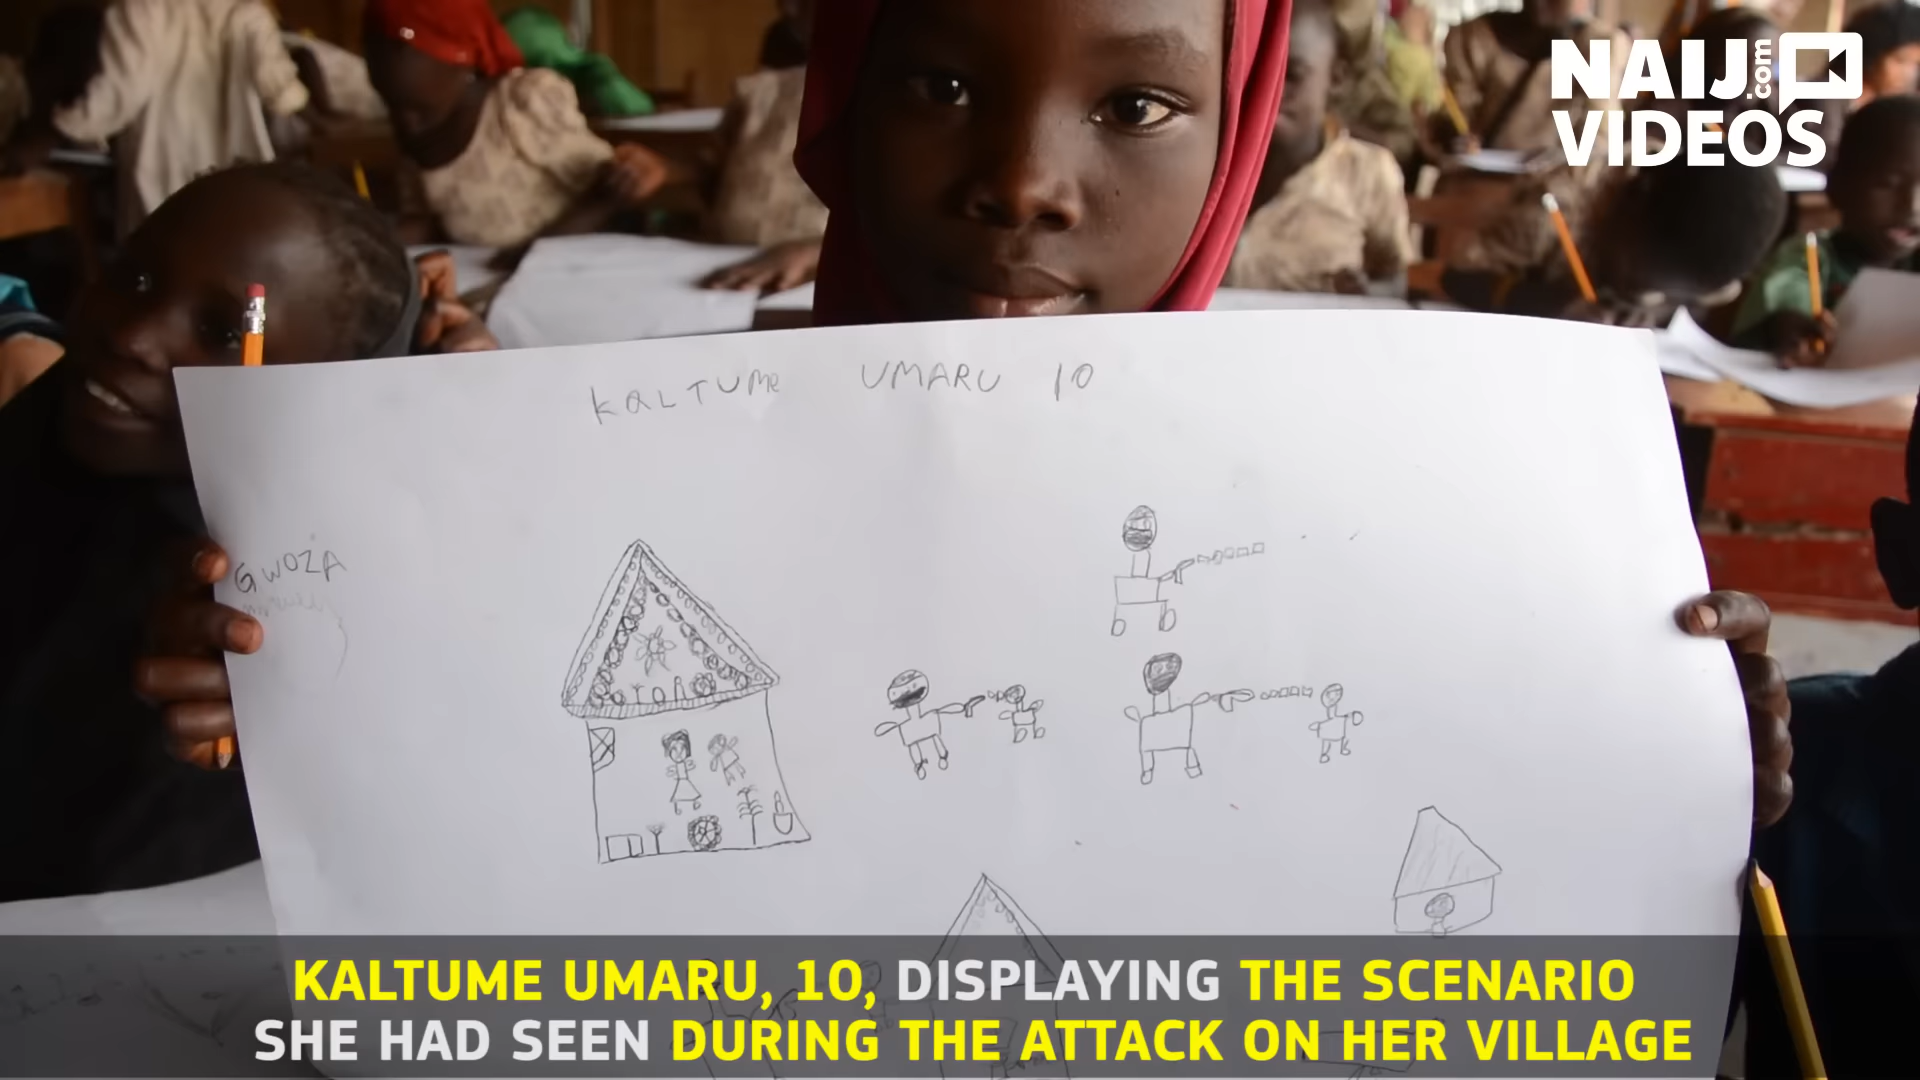 NAIJ.com
VIDEOS
KALTUME UMARU 10
GWOZA
KALTUME UMARU, 10, DISPLAYING THE SCENARIO
SHE HAD SEEN DURING THE ATTACK ON HER VILLAGE